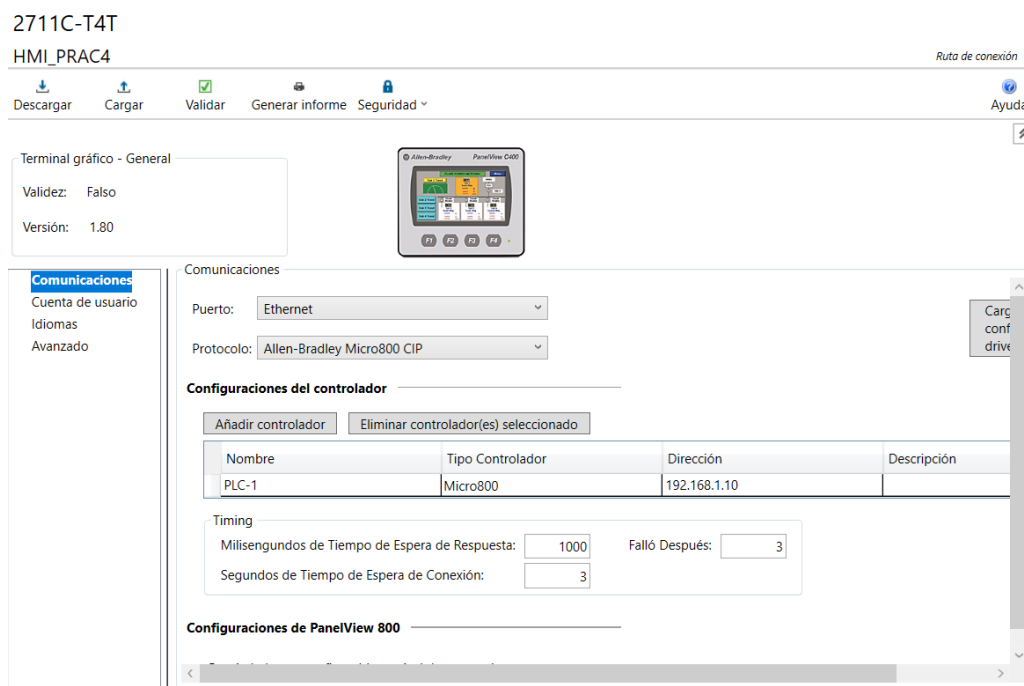 2711C-T4T
HMI_PRAC4
Ruta de conexión
Descargar Cargar Validar Generar informe Seguridad Ayuda
Terminal gráfico - General
Validez: Falso
Versión: 1.80
Allen-Bradley PanelView C400
F1 F2 F3 F4
Comunicaciones
Cuenta de usuario
Idiomas
Avanzado
Comunicaciones
Puerto: Ethernet
Protocolo: Allen-Bradley Micro800 CIP
Carg
conf
drive
Configuraciones del controlador
Añadir controlador Eliminar controlador(es) seleccionado
Nombre Tipo Controlador Dirección Descripción
PLC-1 Micro800 192.168.1.10
Timing
Milisengundos de Tiempo de Espera de Respuesta: 1000 Falló Después: 3
Segundos de Tiempo de Espera de Conexión: 3
Configuraciones de PanelView 800